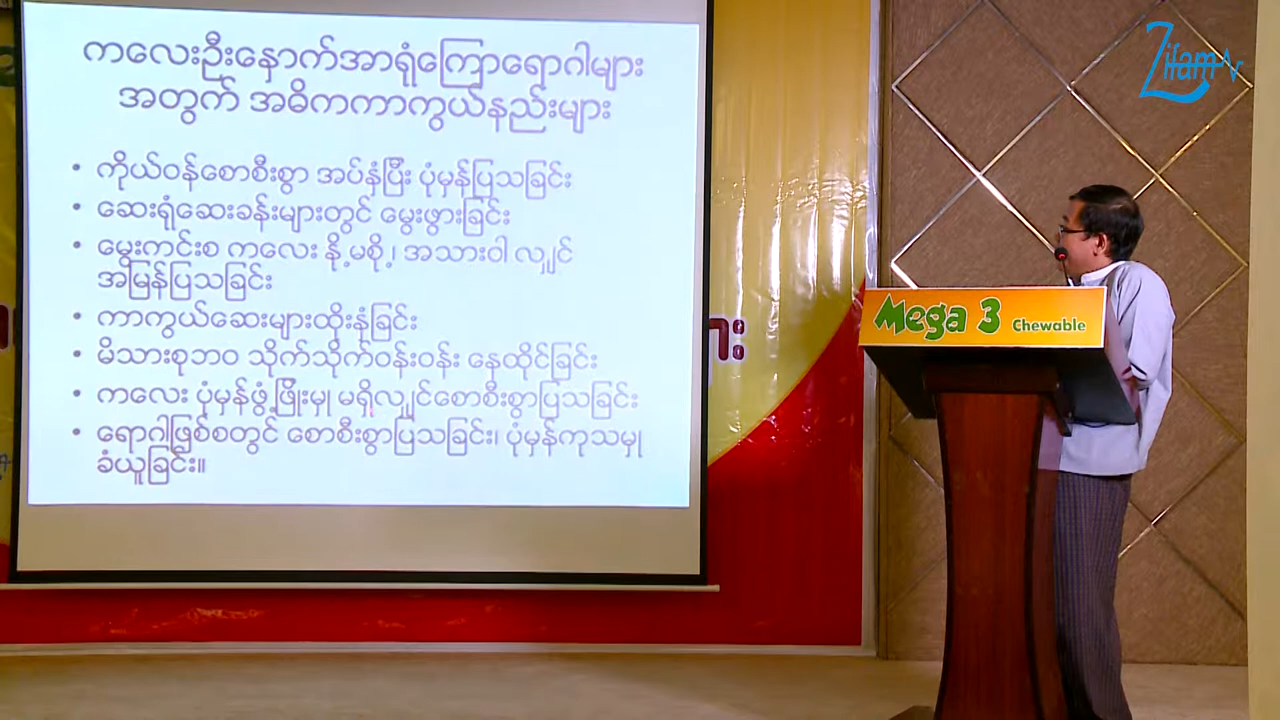 ကလေးဦးနှောက်အာရုံကြောရောဂါများ
အတွက် အဓိကကာကွယ်နည်းများ
• ကိုယ်ဝန်စောစီးစွာ အပ်နှံပြီး ပုံမှန်ပြသခြင်း
• ဆေးရုံဆေးခန်းများတွင် မွေးဖွားခြင်း
• မွေးကင်းစ ကလေး နို့မစို့၊ အသားဝါ လျှင်
အမြန်ပြသခြင်း
• ကာကွယ်ဆေးများထိုးနှံခြင်း
• မိသားစုဘဝ သိုက်သိုက်ဝန်းဝန်း နေထိုင်ခြင်း
• ကလေး ပုံမှန်ဖွံ့ဖြိုးမှု မရှိလျှင်စောစီးစွာပြသခြင်း
• ရောဂါဖြစ်စတွင် စောစီးစွာပြသခြင်း၊ ပုံမှန်ကုသမှု
ခံယူခြင်း။
Zifam
Mega 3 Chewable